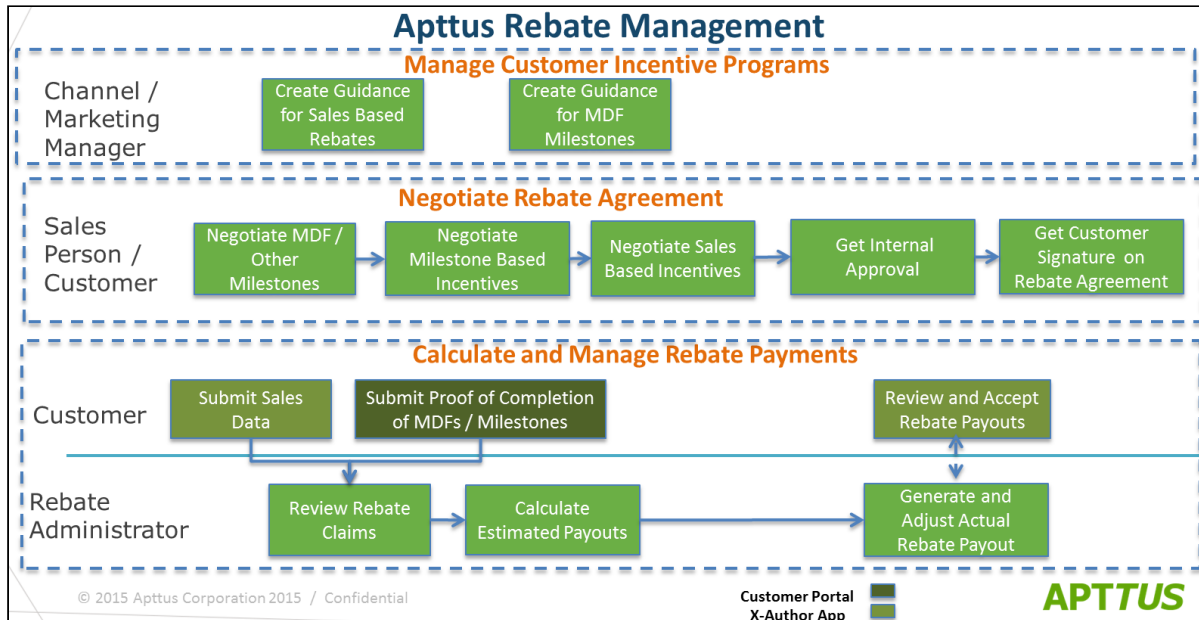 Apttus Rebate Management
Manage Customer Incentive Programs
Channel /
Marketing
Manager
Create Guidance
for Sales Based
Rebates
Create Guidance
for MDF
Milestones
Negotiate Rebate Agreement
Sales
Person /
Customer
Negotiate MDF /
Other
Milestones
Negotiate
Milestone Based
Incentives
Negotiate Sales
Based Incentives
Get Internal
Approval
Get Customer
Signature on
Rebate Agreement
Calculate and Manage Rebate Payments
Customer
Submit Sales
Data
Submit Proof of Completion
of MDFs / Milestones
Review and Accept
Rebate Payouts
Rebate
Administrator
Review Rebate
Claims
Calculate
Estimated Payouts
Generate and
Adjust Actual
Rebate Payout
© 2015 Apttus Corporation 2015 / Confidential
Customer Portal
X-Author App
APTTUS